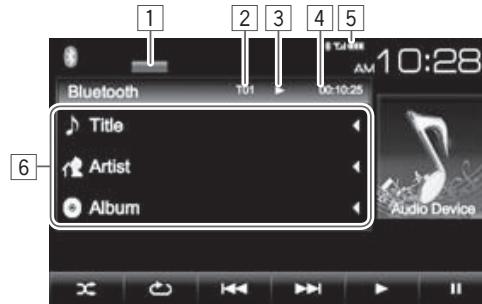 1 2 3 4 5
AM 10:28
Bluetooth T01 00:10:25
Title
6 Artist
Album
Audio Device